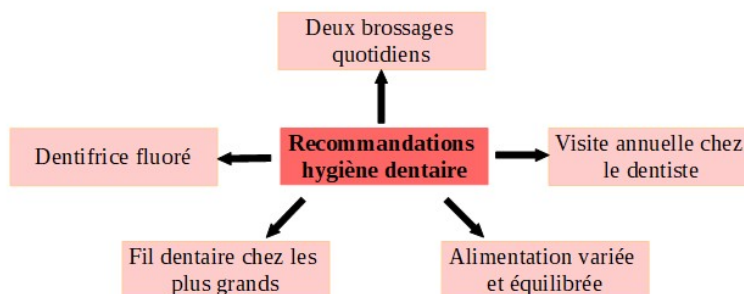 Deux brossages
quotidiens
Dentifrice fluoré
Recommandations
hygiène dentaire
Visite annuelle chez
le dentiste
Fil dentaire chez les
plus grands
Alimentation variée
et équilibrée